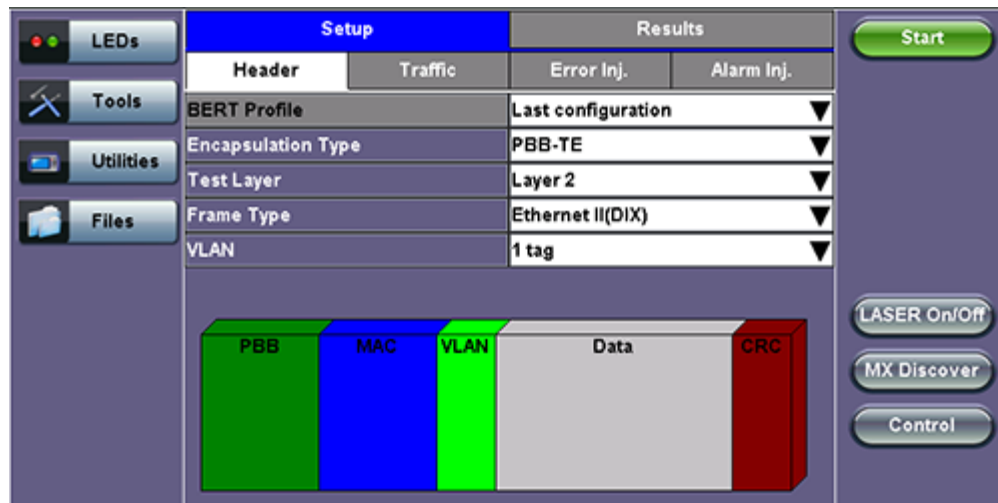 LEDs
Tools
Utilities
Files
Setup
Results
Header
Traffic
Error Inj.
Alarm Inj.
BERT Profile
Last configuration
Encapsulation Type
PBB-TE
Test Layer
Layer 2
Frame Type
Ethernet II(DIX)
VLAN
1 tag
PBB
MAC
VLAN
Data
CRC
Start
LASER On/Off
MX Discover
Control